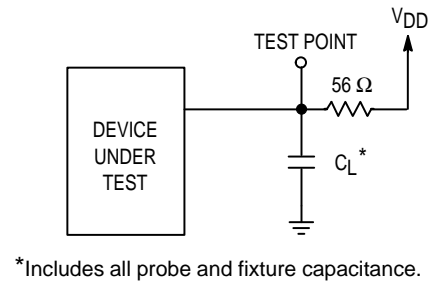 VDD
TEST POINT
56 Ω
DEVICE
UNDER
TEST
CL*
*Includes all probe and fixture capacitance.